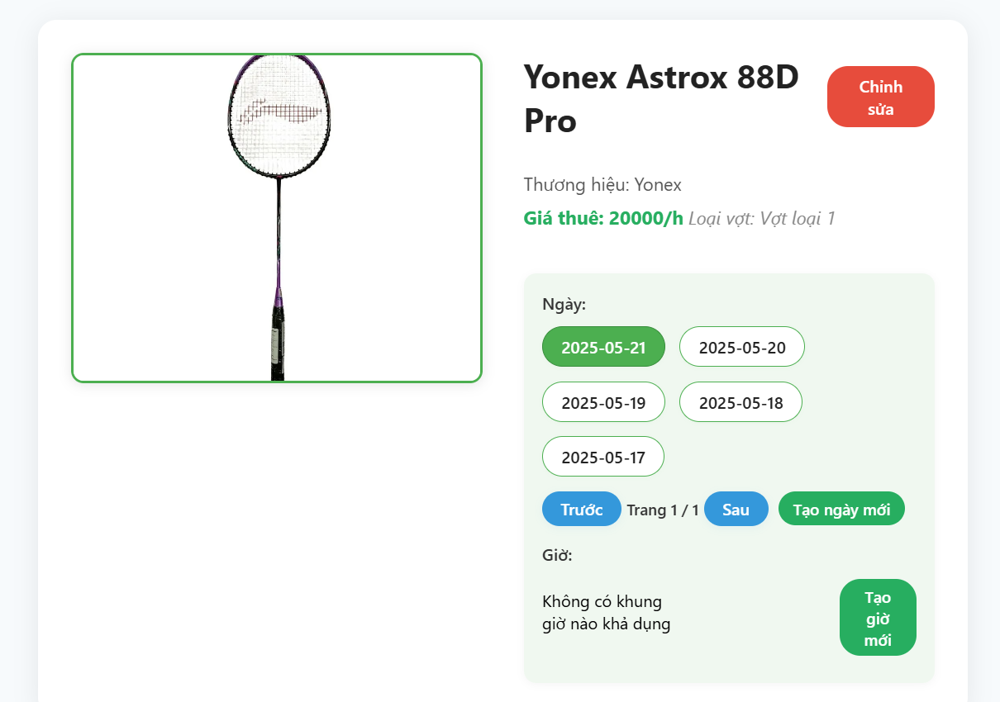 Yonex Astrox 88D
Pro
Chỉnh
sửa
Thương hiệu: Yonex
Giá thuê: 20000/h Loại vợt: Vợt loại 1
Ngày:
2025-05-21 2025-05-20
2025-05-19 2025-05-18
2025-05-17
Trước Trang 1 / 1 Sau Tạo ngày mới
Giờ:
Không có khung
giờ nào khả dụng
Tạo
giờ
mới